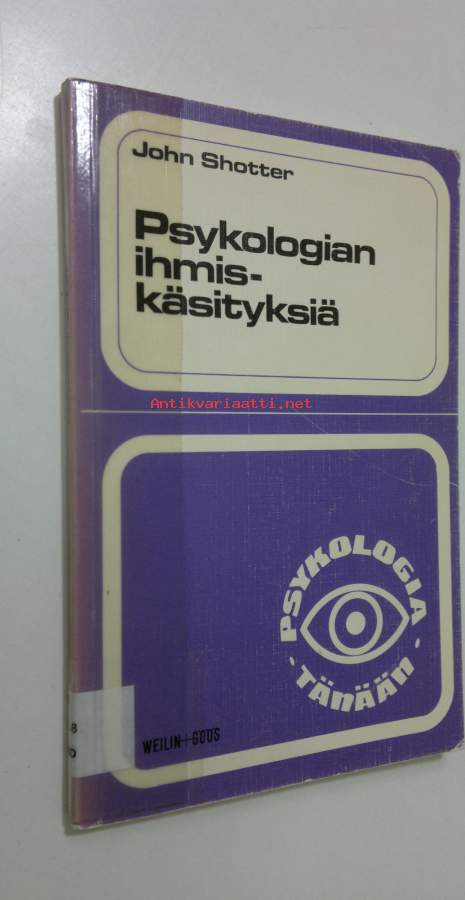 John Shotter
Psykologian
ihmis-
käsityksiä
Antikvariaatti.net
PSYKOLOGIA
· TÄNÄÄN ·
WEILIN+GÖÖS